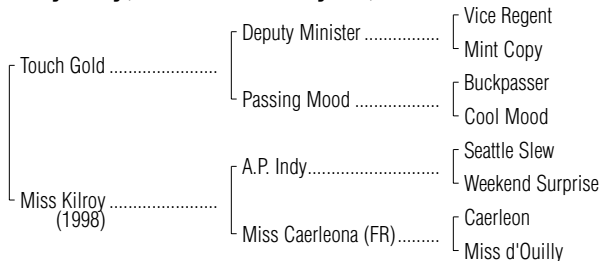 Vice Regent
Deputy Minister ................
Mint Copy
Touch Gold ......................
Buckpasser
Passing Mood .................
Cool Mood
Seattle Slew
A.P. Indy..........................
Weekend Surprise
Miss Kilroy ......................
(1998)
Caerleon
Miss Caerleona (FR).........
Miss d'Ouilly